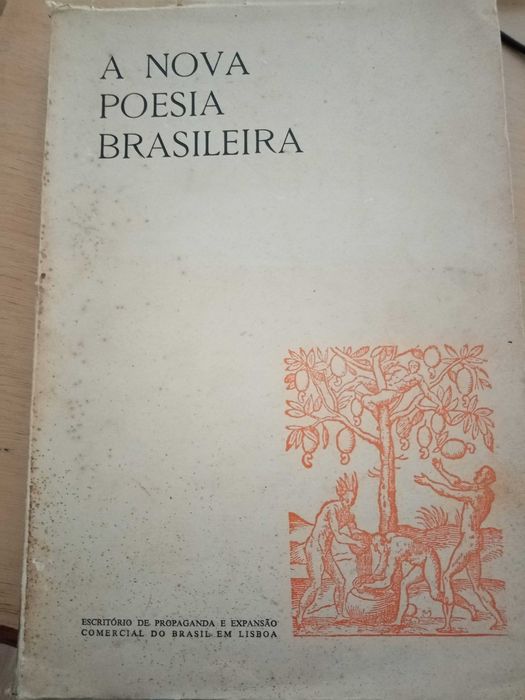 A NOVA
POESIA
BRASILEIRA
ESCRITÓRIO DE PROPAGANDA E EXPANSÃO
COMERCIAL DO BRASIL EM LISBOA